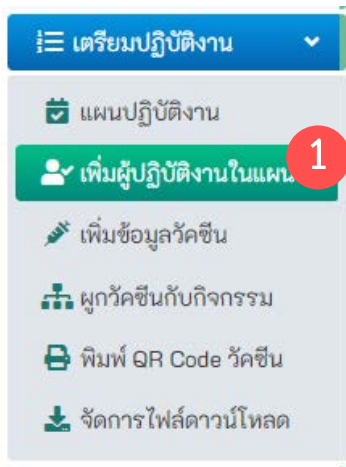 เตรียมปฏิบัติงาน
แผนปฏิบัติงาน
เพิ่มผู้ปฏิบัติงานในแผน
1
เพิ่มข้อมูลวัคซีน
ผูกวัคซีนกับกิจกรรม
พิมพ์ QR Code วัคซีน
จัดการไฟล์ดาวน์โหลด